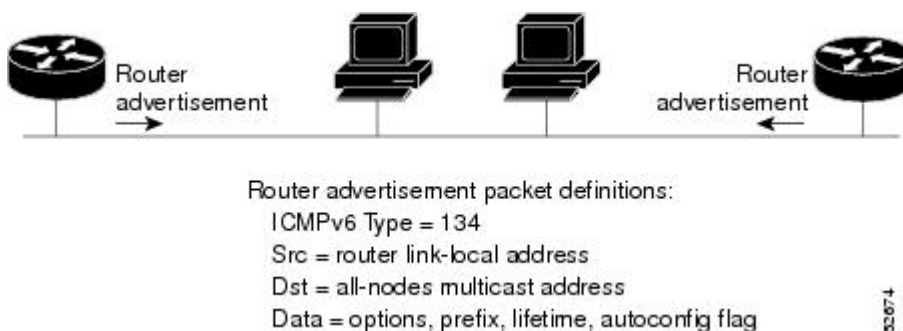 Router
advertisement
Router
advertisement
Router advertisement packet definitions:
ICMPv6 Type = 134
Src = router link-local address
Dst = all-nodes multicast address
Data = options, prefix, lifetime, autoconfig flag
52674